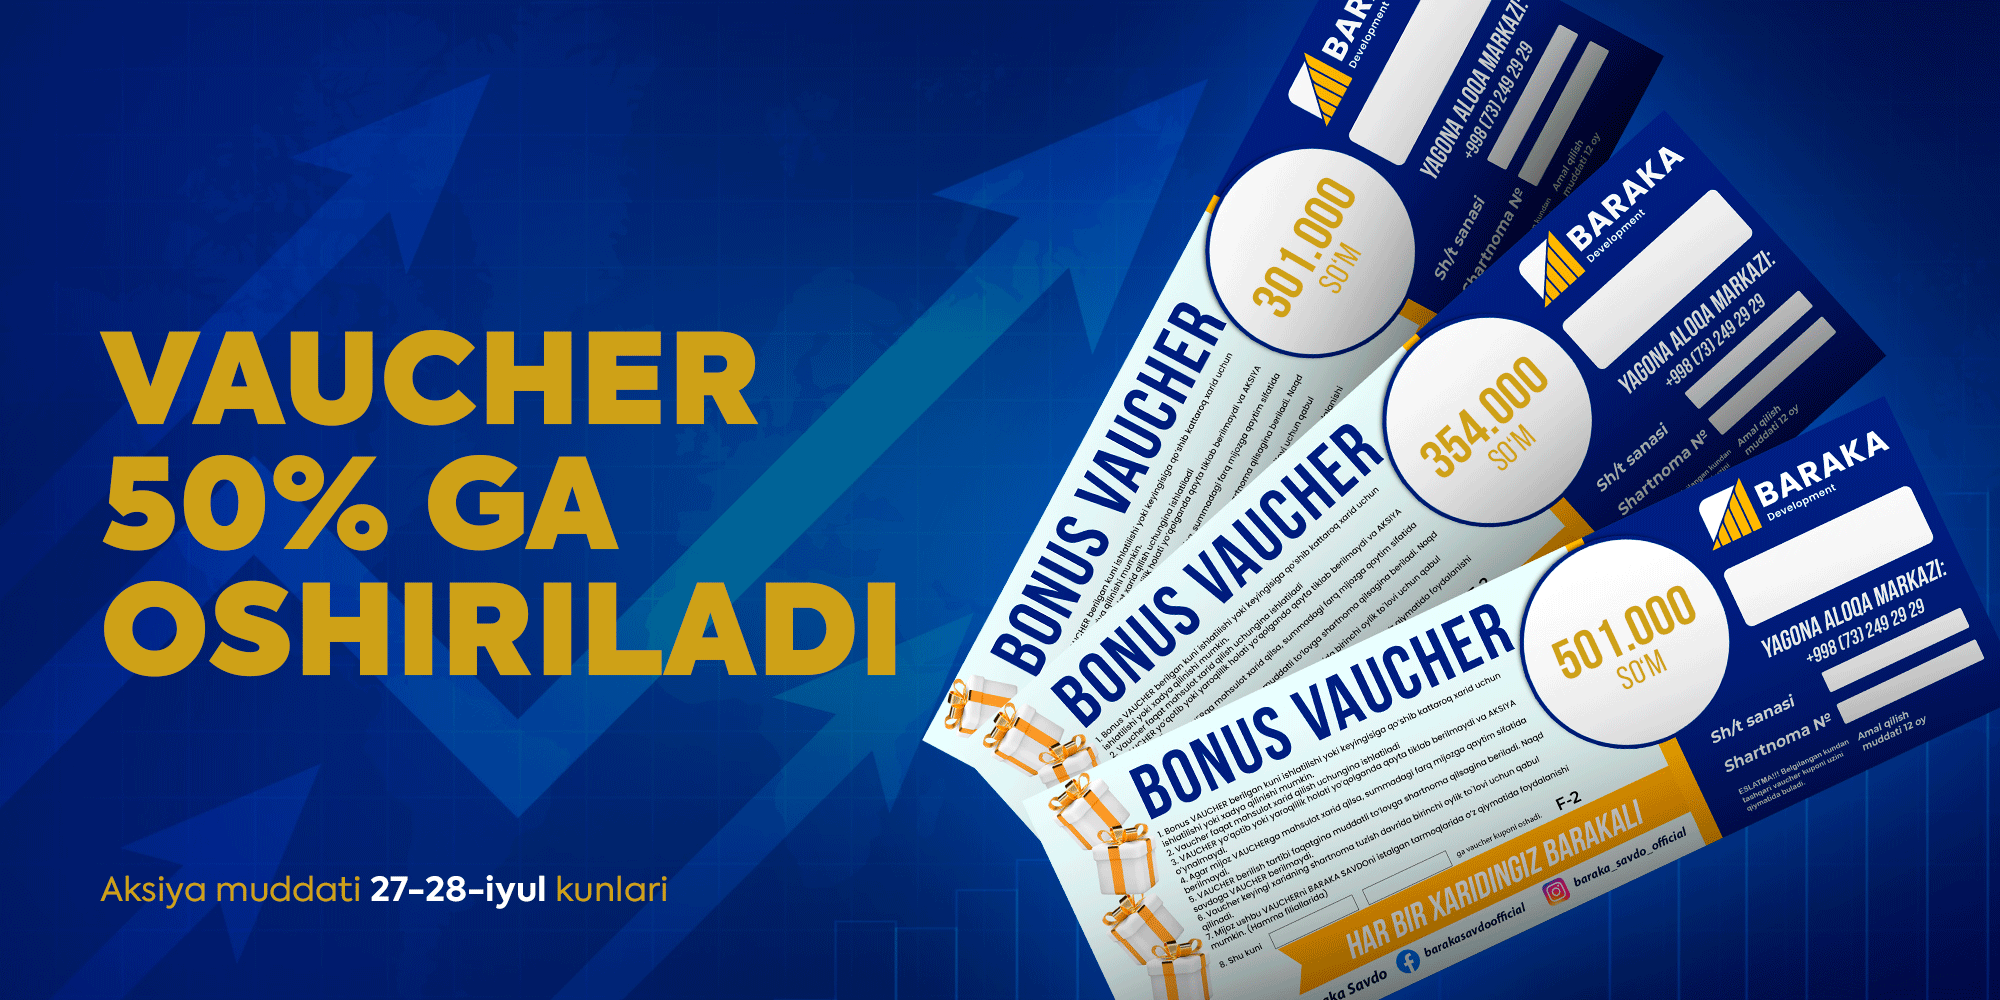 VAUCHER
50% GA
OSHIRILADI
Aksiya muddati 27-28-iyul kunlari
BARAKA
Development
YAGONA ALOQA MARKAZI:
+998 (73) 249 29 29
301.000
SO'M
Sh/t sanasi
Shartnoma №
Amal qilish
muddati 12 oy
BONUS VAUCHER
BARAKA
Development
YAGONA ALOQA MARKAZI:
+998 (73) 249 29 29
354.000
SO'M
Sh/t sanasi
Shartnoma №
Amal qilish
muddati 12 oy
BONUS VAUCHER
BARAKA
Development
YAGONA ALOQA MARKAZI:
+998 (73) 249 29 29
501.000
SO'M
Sh/t sanasi
Shartnoma №
Amal qilish
muddati 12 oy
ESLATMA!!! Belgilangan kundan
tashqari vaucher kuponi uzini
qiymatida buladi.
BONUS VAUCHER
1. Bonus VAUCHER berilgan kuni ishlatilishi yoki keyingisiga qo'shib kattaroq xarid uchun
ishlatilishi yoki xadya qilinishi mumkin.
2. Vaucher faqat mahsulot xarid qilish uchungina ishlatiladi
3. VAUCHER yo'qotib yoki yaroqlilik holati yo'qolganda qayta tiklab berilmaydi va AKSIYA
o'ynalmaydi.
4. Agar mijoz VAUCHERga mahsulot xarid qilsa, summadagi farq mijozga qaytim sifatida
berilmaydi.
5. VAUCHER berilish tartibi faqatgina muddatli to'lovga shartnoma qilsagina beriladi. Naqd
savdoga VAUCHER berilmaydi.
6. Vaucher keyingi xaridning shartnoma tuzish davrida birinchi oylik to'lovi uchun qabul
qilinadi.
7. Mijoz ushbu VAUCHERni BARAKA SAVDOni istalgan tarmoqlarida o'z qiymatida foydalanishi
mumkin. (Hamma filiallarida)
8. Shu kuni
ga vaucher kuponi oshadi.
F-2
HAR BIR XARIDINGIZ BARAKALI
Savdo
barakasavdoofficial
baraka_savdo_official